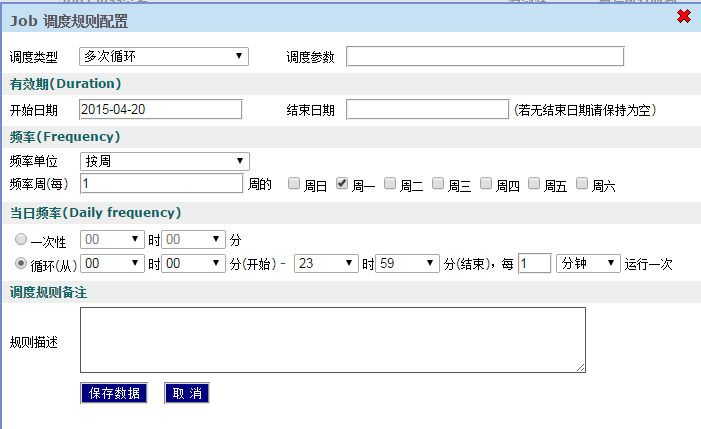 Job 调度规则配置
调度类型 多次循环 调度参数
有效期(Duration)
开始日期 2015-04-20 结束日期 (若无结束日期请保持为空)
频率(Frequency)
频率单位 按周
频率周(每) 1 周的 周日 周一 周二 周三 周四 周五 周六
当日频率(Daily frequency)
一次性 00 时 00 分
循环(从) 00 时 00 分(开始) - 23 时 59 分(结束)，每 1 分钟 运行一次
调度规则备注
规则描述
保存数据 取 消